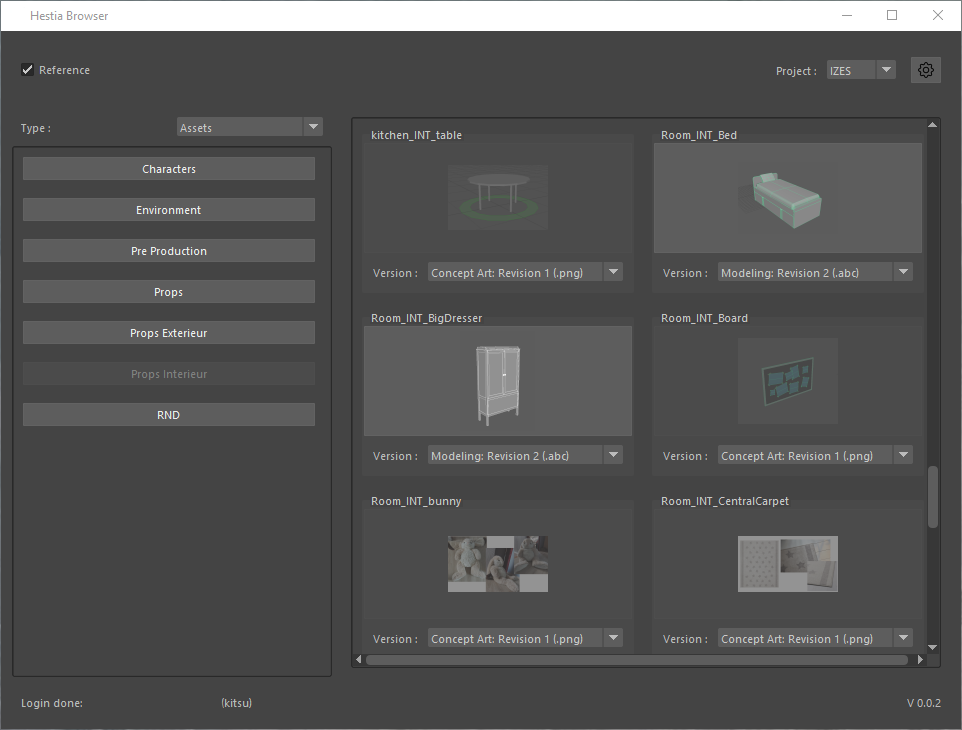 Hestia Browser
Reference
Project :
IZES
Type :
Assets
Characters
Environment
Pre Production
Props
Props Exterieur
Props Interieur
RND
kitchen_INT_table
Version :
Concept Art: Revision 1 (.png)
Room_INT_Bed
Version :
Modeling: Revision 2 (.abc)
Room_INT_BigDresser
Version :
Modeling: Revision 2 (.abc)
Room_INT_Board
Version :
Concept Art: Revision 1 (.png)
Room_INT_bunny
Version :
Concept Art: Revision 1 (.png)
Room_INT_CentralCarpet
Version :
Concept Art: Revision 1 (.png)
Login done:
(kitsu)
V 0.0.2